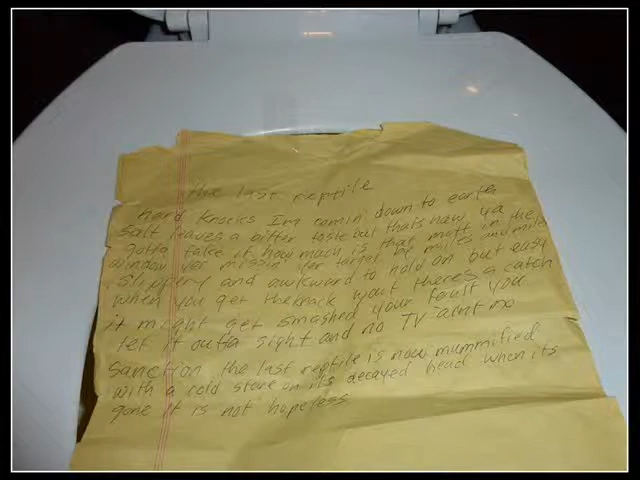 the last reptile
hard knocks Im comin down to earth
salt leaves a bitter taste but thats how ya
gotta take it how much is that mutt in the
window yer missin yer target by miles and miles
slippery and awkward to hold on but easy
when you get the knack yout theres a catch
it might get smashed your fault you
let it outta sight and no TV aint no
Sanction the last reptile is now mummified
with a cold stare on its decayed head when its
gone it is not hopeless